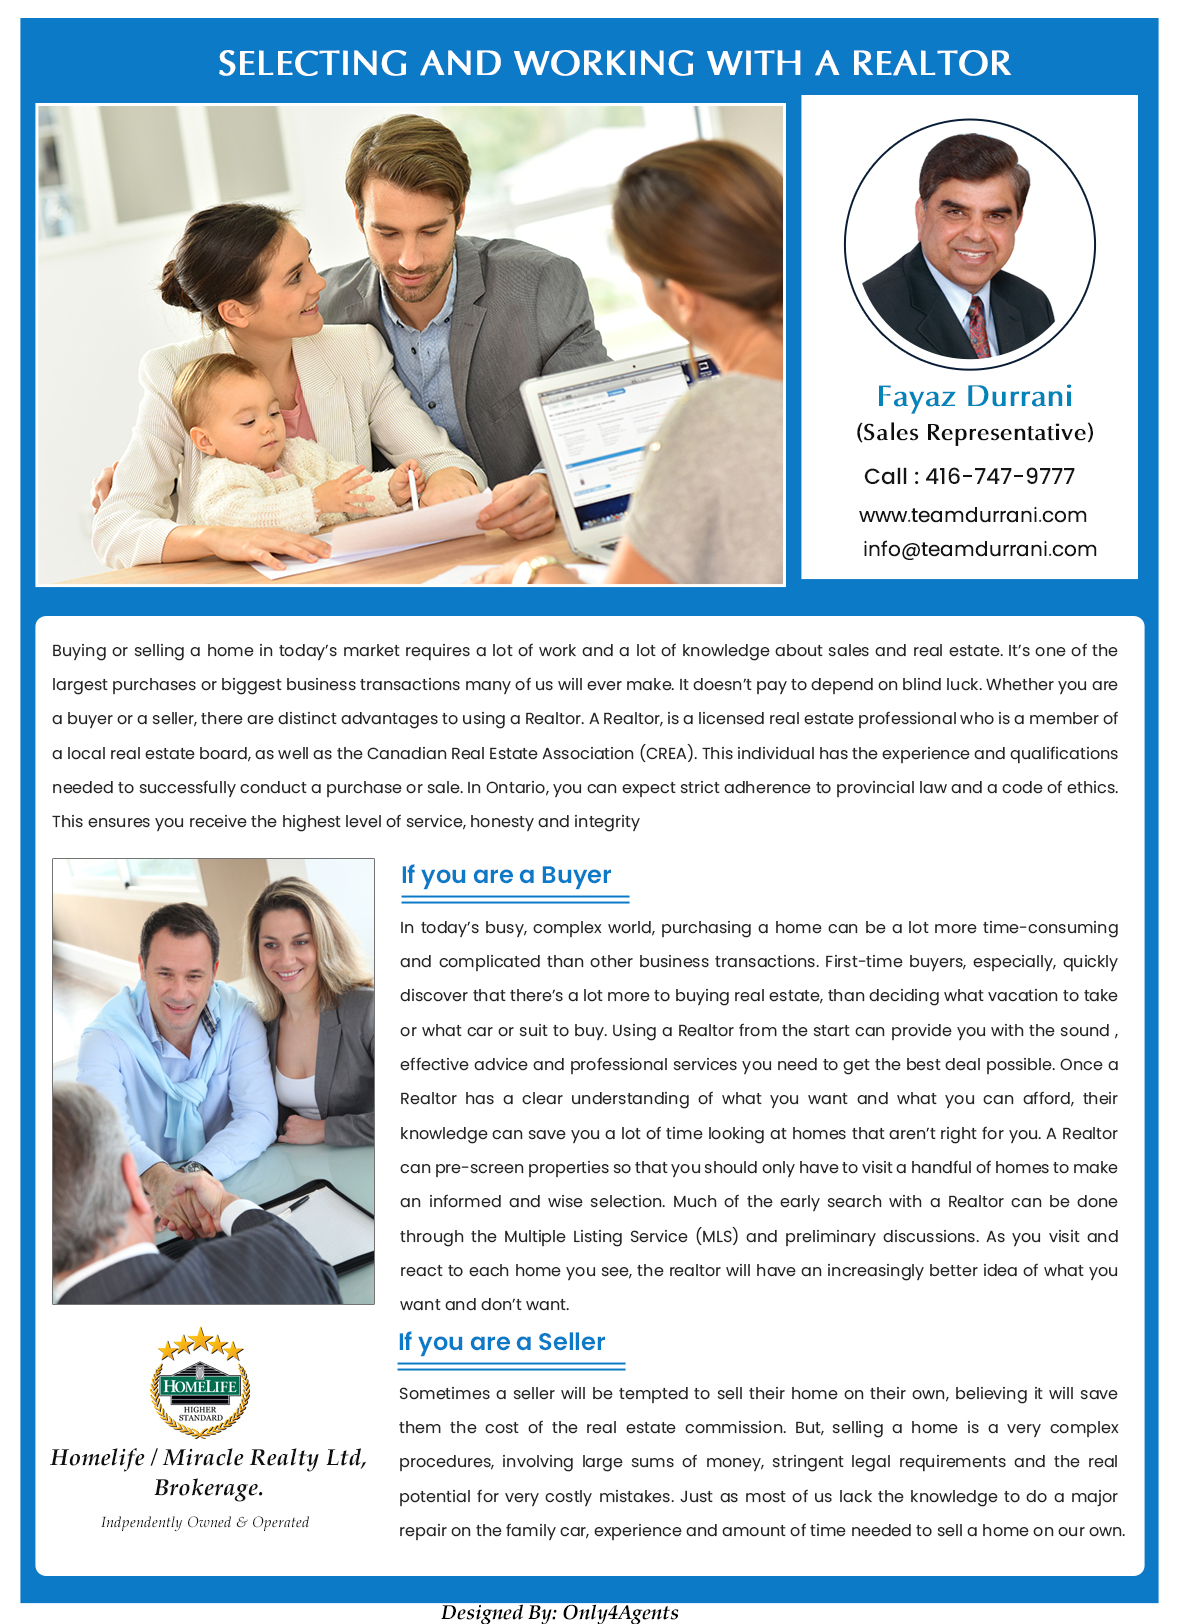 SELECTING AND WORKING WITH A REALTOR
Fayaz Durrani
(Sales Representative)
Call : 416-747-9777
www.teamdurrani.com
info@teamdurrani.com
Buying or selling a home in today's market requires a lot of work and a lot of knowledge about sales and real estate. It's one of the
largest purchases or biggest business transactions many of us will ever make. It doesn't pay to depend on blind luck. Whether you are
a buyer or a seller, there are distinct advantages to using a Realtor. A Realtor, is a licensed real estate professional who is a member of
a local real estate board, as well as the Canadian Real Estate Association (CREA). This individual has the experience and qualifications
needed to successfully conduct a purchase or sale. In Ontario, you can expect strict adherence to provincial law and a code of ethics.
This ensures you receive the highest level of service, honesty and integrity
If you are a Buyer
In today's busy, complex world, purchasing a home can be a lot more time-consuming
and complicated than other business transactions. First-time buyers, especially, quickly
discover that there's a lot more to buying real estate, than deciding what vacation to take
or what car or suit to buy. Using a Realtor from the start can provide you with the sound ,
effective advice and professional services you need to get the best deal possible. Once a
Realtor has a clear understanding of what you want and what you can afford, their
knowledge can save you a lot of time looking at homes that aren't right for you. A Realtor
can pre-screen properties so that you should only have to visit a handful of homes to make
an informed and wise selection. Much of the early search with a Realtor can be done
through the Multiple Listing Service (MLS) and preliminary discussions. As you visit and
react to each home you see, the realtor will have an increasingly better idea of what you
want and don't want.
If you are a Seller
Sometimes a seller will be tempted to sell their home on their own, believing it will save
them the cost of the real estate commission. But, selling a home is a very complex
procedures, involving large sums of money, stringent legal requirements and the real
potential for very costly mistakes. Just as most of us lack the knowledge to do a major
repair on the family car, experience and amount of time needed to sell a home on our own.
HOMELIFE
HIGHER
STANDARD
Homelife / Miracle Realty Ltd,
Brokerage.
Indpendently Owned & Operated
Designed By: Only4Agents